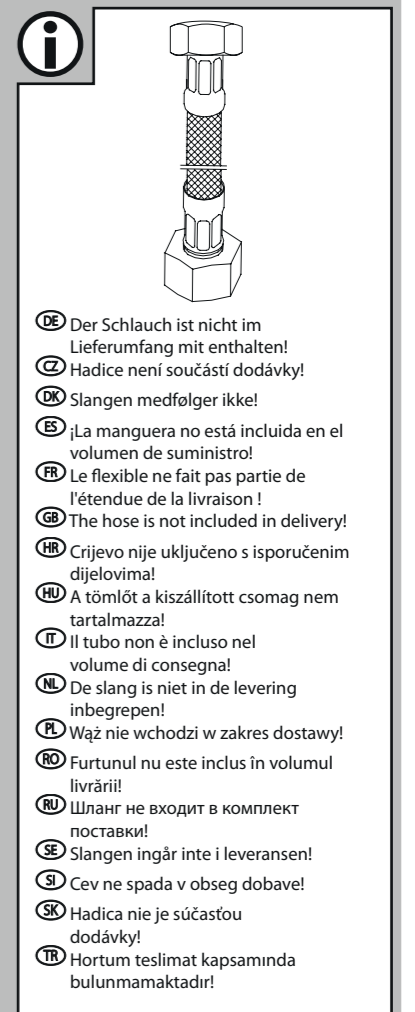 DE Der Schlauch ist nicht im
Lieferumfang mit enthalten!
CZ Hadice není součástí dodávky!
DK Slangen medfølger ikke!
ES ¡La manguera no está incluida en el
volumen de suministro!
FR Le flexible ne fait pas partie de
l'étendue de la livraison !
GB The hose is not included in delivery!
HR Crijevo nije uključeno s isporučenim
dijelovima!
HU A tömlőt a kiszállított csomag nem
tartalmazza!
IT Il tubo non è incluso nel
volume di consegna!
NL De slang is niet in de levering
inbegrepen!
PL Wąż nie wchodzi w zakres dostawy!
RO Furtunul nu este inclus în volumul
livrării!
RU Шланг не входит в комплект
поставки!
SE Slangen ingår inte i leveransen!
SI Cev ne spada v obseg dobave!
SK Hadica nie je súčasťou
dodávky!
TR Hortum teslimat kapsamında
bulunmamaktadır!